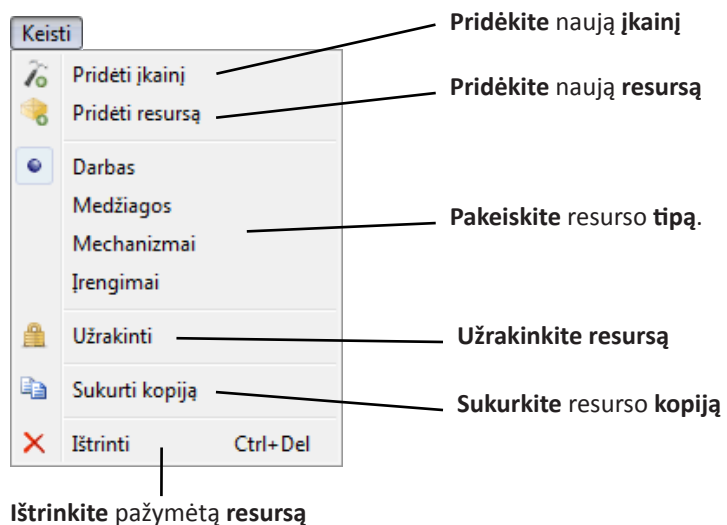 Keisti
Pridėti įkainį
Pridėti resursą
Darbas
Medžiagos
Mechanizmai
Įrengimai
Užrakinti
Sukurti kopiją
Ištrinti Ctrl+Del
Pridėkite naują įkainį
Pridėkite naują resursą
Pakeiskite resurso tipą.
Užrakinkite resursą
Sukurkite resurso kopiją
Ištrinkite pažymėtą resursą